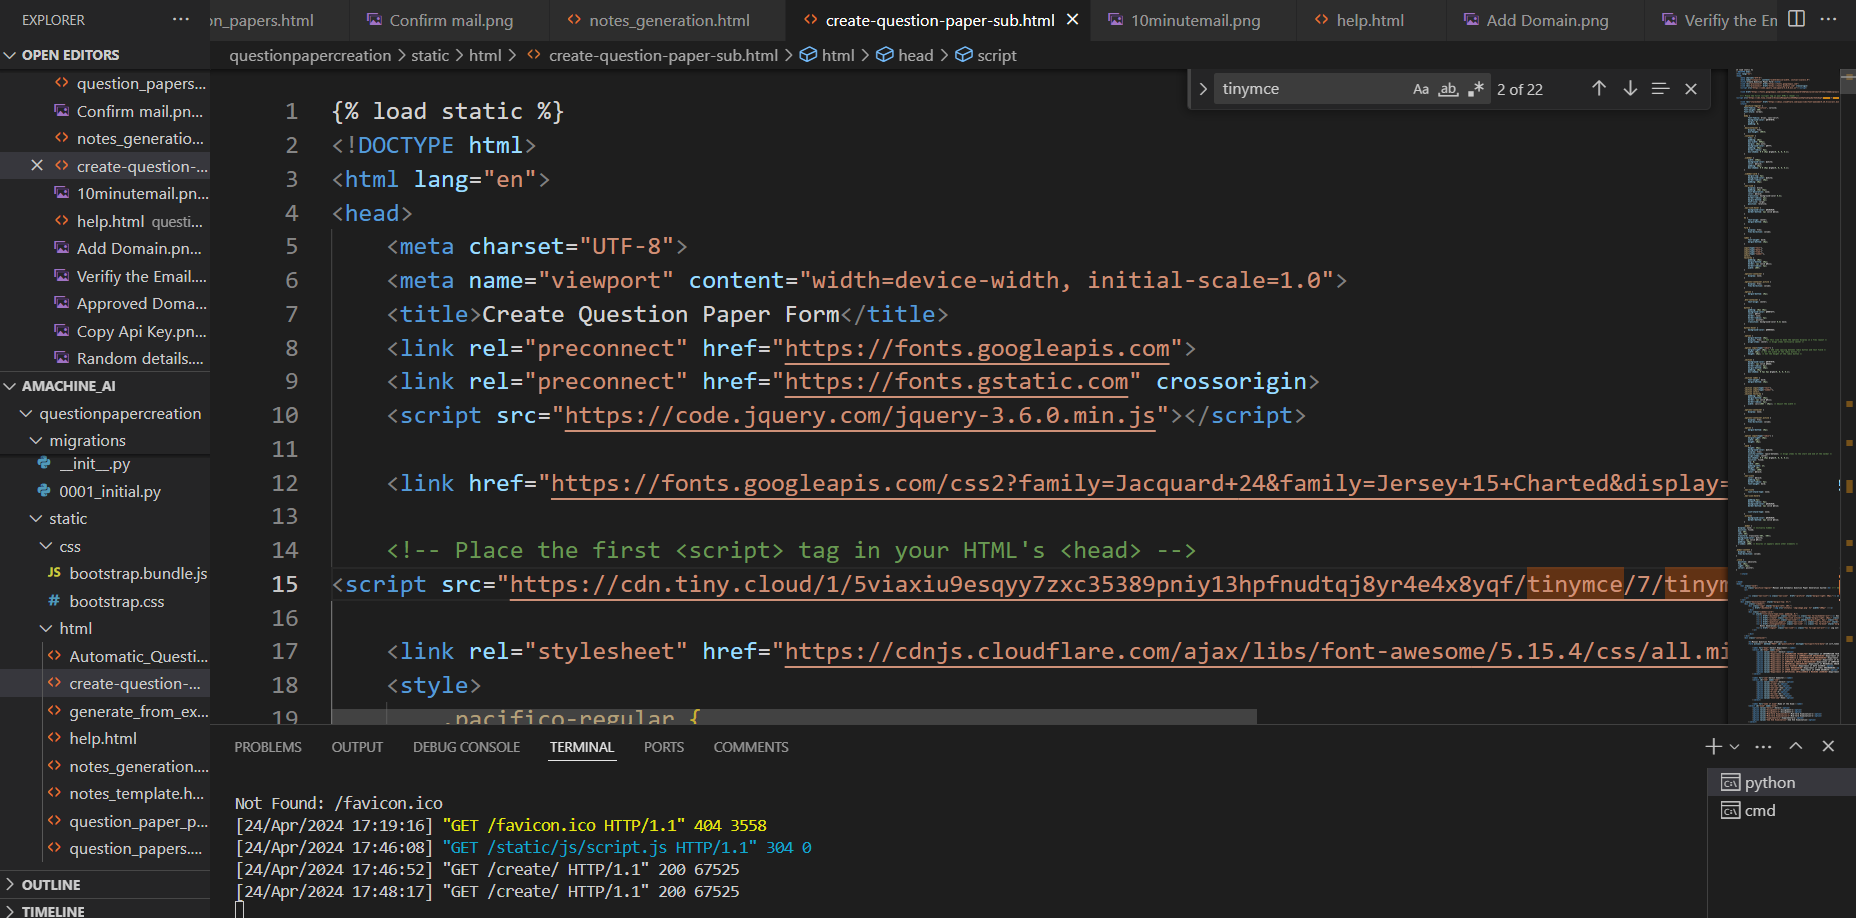 EXPLORER
OPEN EDITORS
question_papers...
Confirm mail.pn...
notes_generatio...
create-question-...
10minutemail.pn...
help.html questi...
Add Domain.pn...
Verifiy the Email....
Approved Doma...
Copy Api Key.pn...
Random details....
AMACHINE_AI
questionpapercreation
migrations
__init__.py
0001_initial.py
static
css
JS bootstrap.bundle.js
# bootstrap.css
html
Automatic_Questi...
create-question-...
generate_from_ex...
help.html
notes_generation....
notes_template.h...
question_paper_p...
question_papers....
OUTLINE
TIMELINE
on_papers.html Confirm mail.png notes_generation.html create-question-paper-sub.html 10minutemail.png help.html Add Domain.png Verifiy the Em
questionpapercreation > static > html > create-question-paper-sub.html > html > head > script
tinymce Aa ab .* 2 of 22
1 {% load static %}
2 <!DOCTYPE html>
3 <html lang="en">
4 <head>
5 <meta charset="UTF-8">
6 <meta name="viewport" content="width=device-width, initial-scale=1.0">
7 <title>Create Question Paper Form</title>
8 <link rel="preconnect" href="https://fonts.googleapis.com">
9 <link rel="preconnect" href="https://fonts.gstatic.com" crossorigin>
10 <script src="https://code.jquery.com/jquery-3.6.0.min.js"></script>
11
12 <link href="https://fonts.googleapis.com/css2?family=Jacquard+24&family=Jersey+15+Charted&display=
13
14 <!-- Place the first <script> tag in your HTML's <head> -->
15 <script src="https://cdn.tiny.cloud/1/5viaxiu9esqyy7zxc35389pniy13hpfnudtqj8yr4e4x8yqf/tinymce/7/tinym
16
17 <link rel="stylesheet" href="https://cdnjs.cloudflare.com/ajax/libs/font-awesome/5.15.4/css/all.mi
18 <style>
19 .pacifico-regular {
PROBLEMS OUTPUT DEBUG CONSOLE TERMINAL PORTS COMMENTS
Not Found: /favicon.ico
[24/Apr/2024 17:19:16] "GET /favicon.ico HTTP/1.1" 404 3558
[24/Apr/2024 17:46:08] "GET /static/js/script.js HTTP/1.1" 304 0
[24/Apr/2024 17:46:52] "GET /create/ HTTP/1.1" 200 67525
[24/Apr/2024 17:48:17] "GET /create/ HTTP/1.1" 200 67525
python
cmd